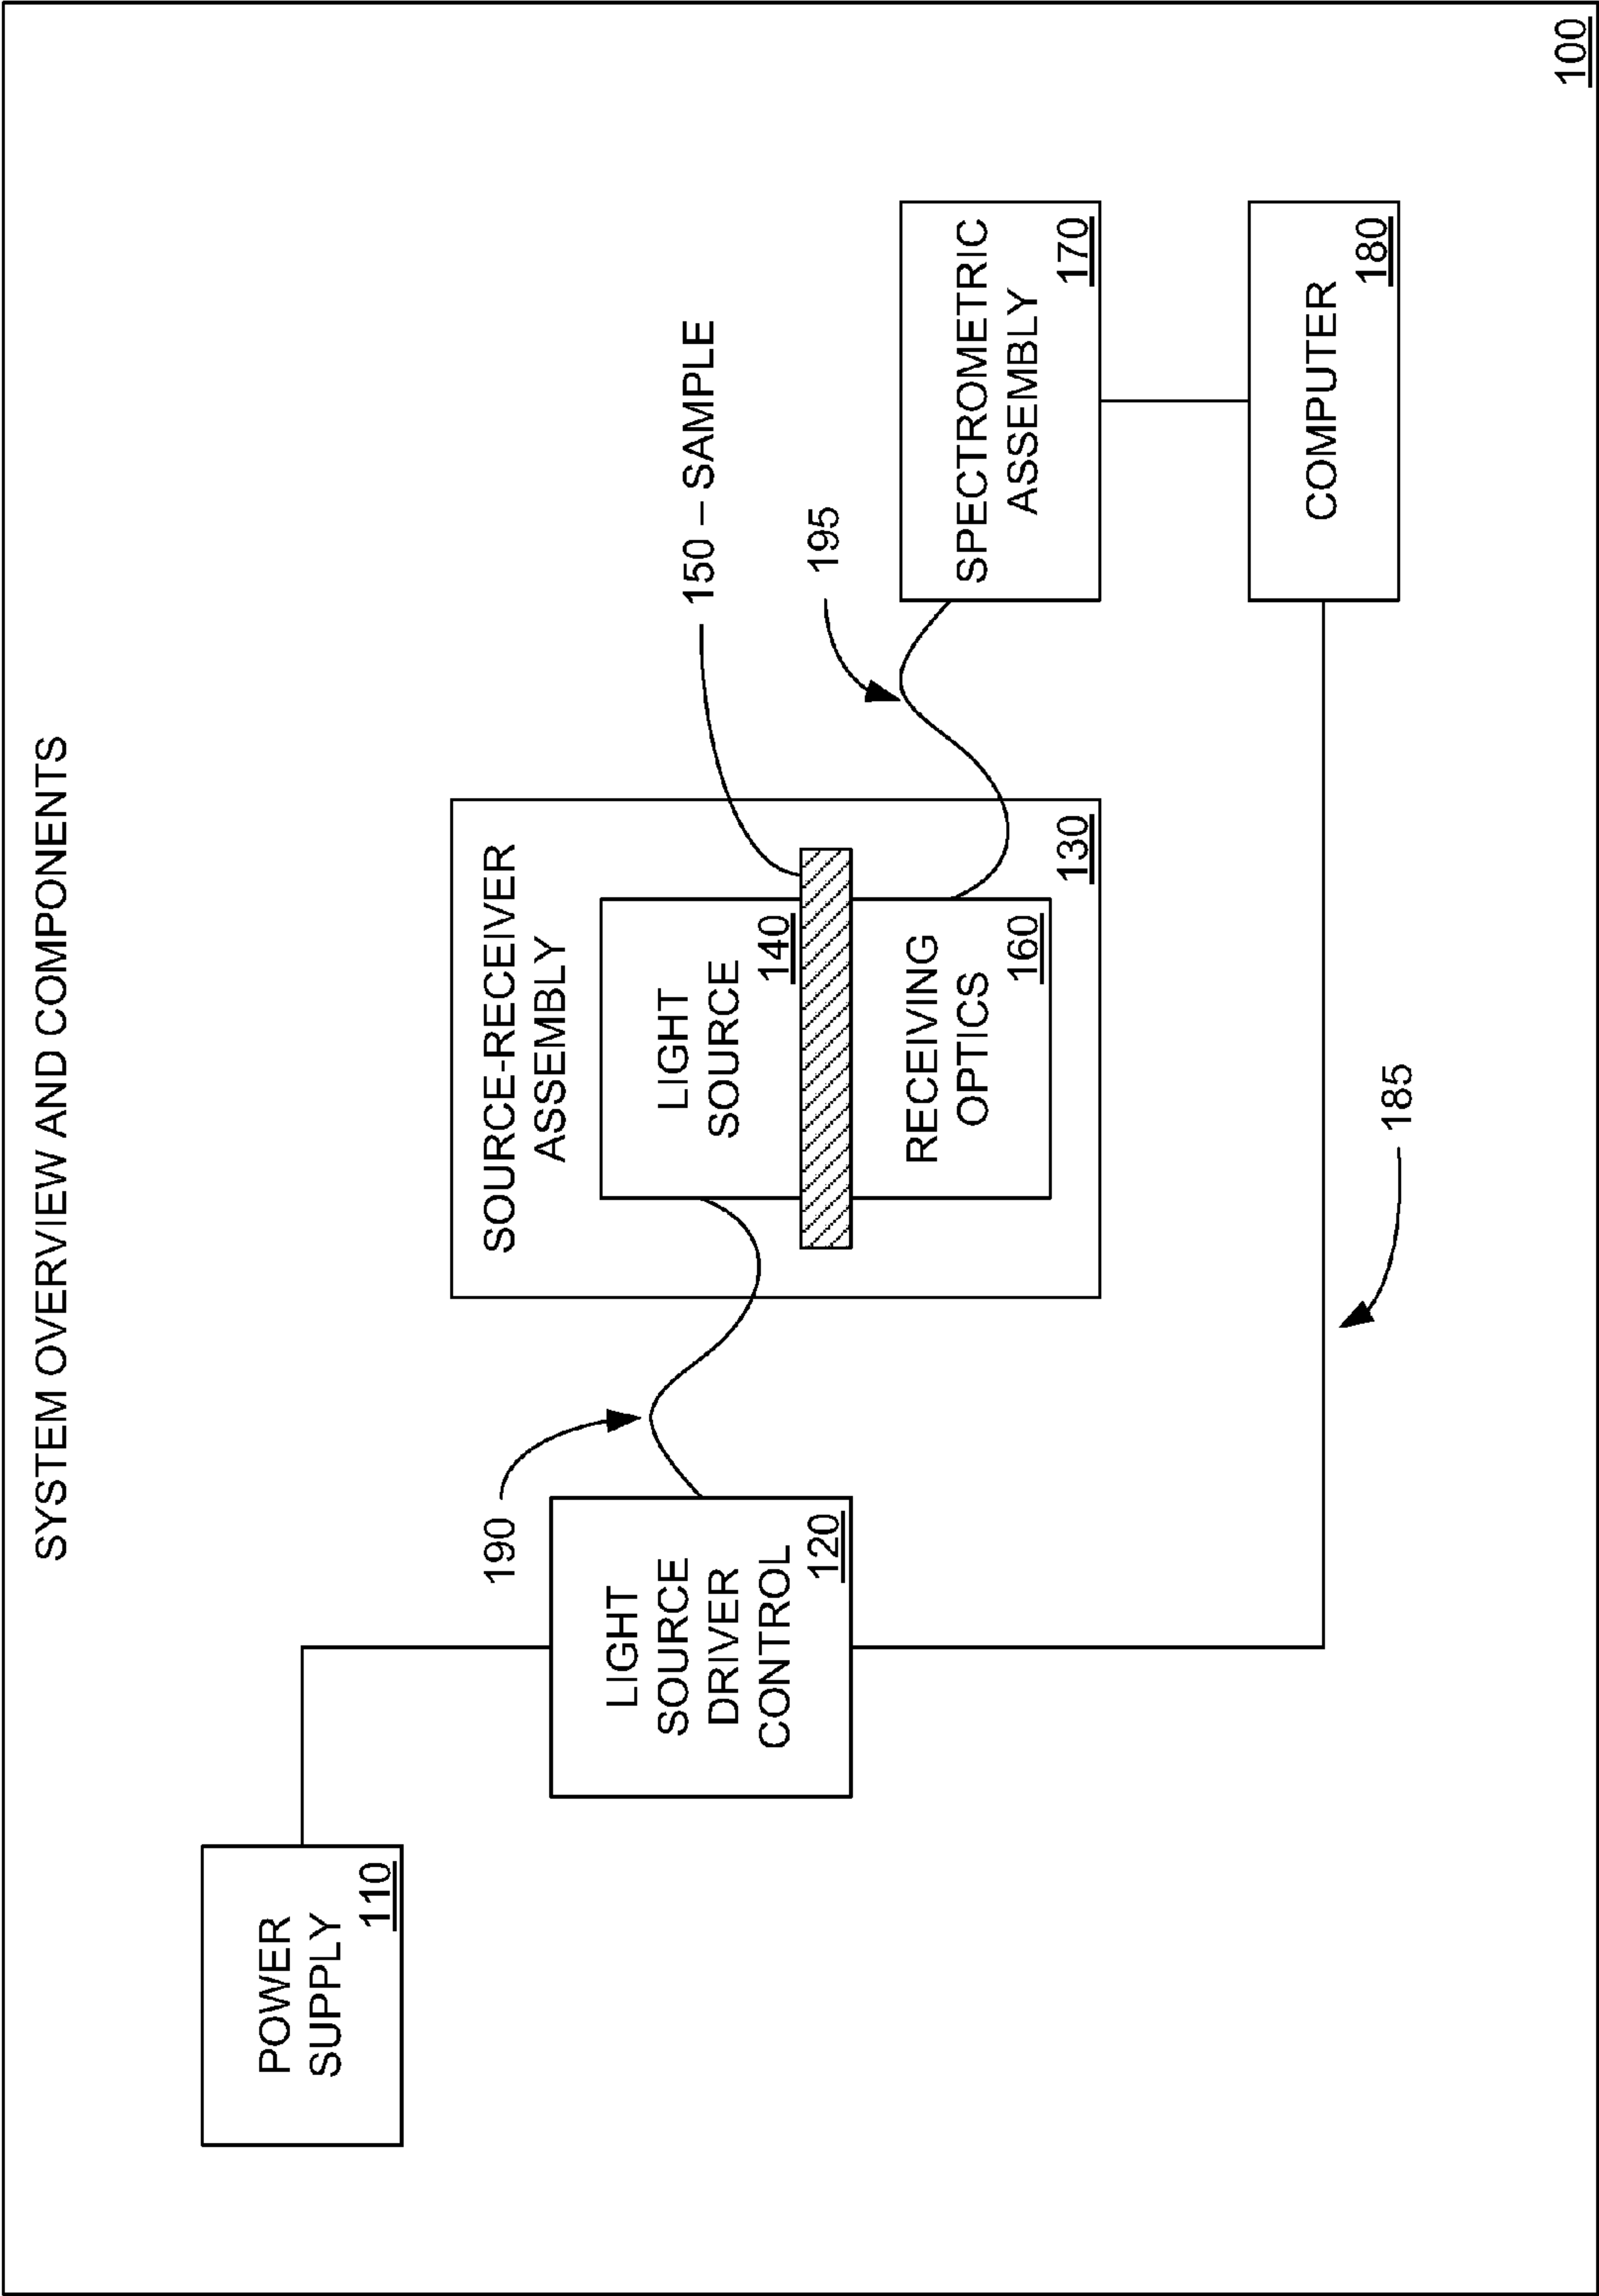 SYSTEM OVERVIEW AND COMPONENTS
POWER
SUPPLY
110
LIGHT
SOURCE
DRIVER
CONTROL
120
190
SOURCE-RECEIVER
ASSEMBLY
LIGHT
SOURCE
140
RECEIVING
OPTICS
160
130
150 – SAMPLE
195
SPECTROMETRIC
ASSEMBLY
170
COMPUTER
180
185
100